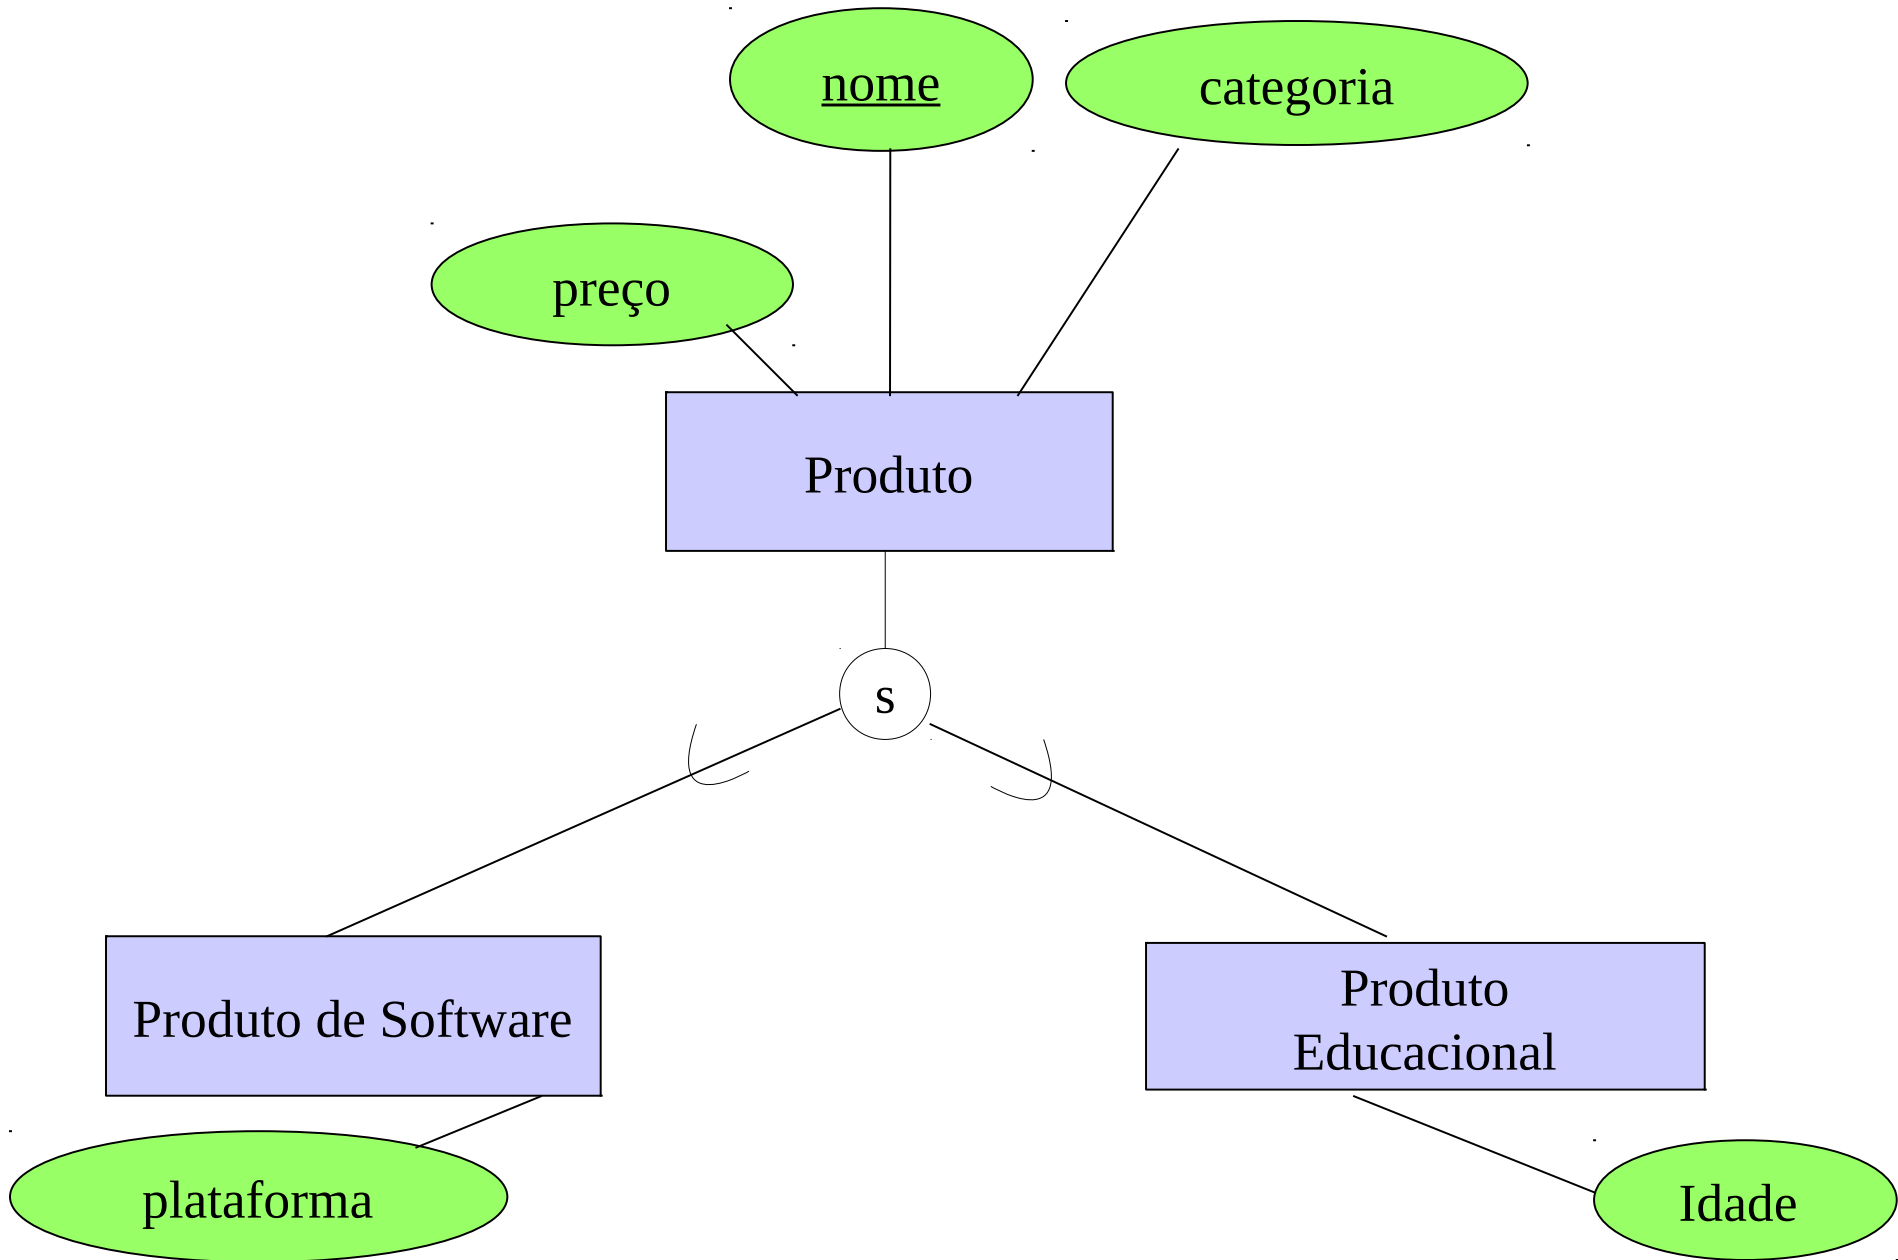 nome
categoria
preço
Produto
s
Produto de Software
Produto
Educacional
plataforma
Idade